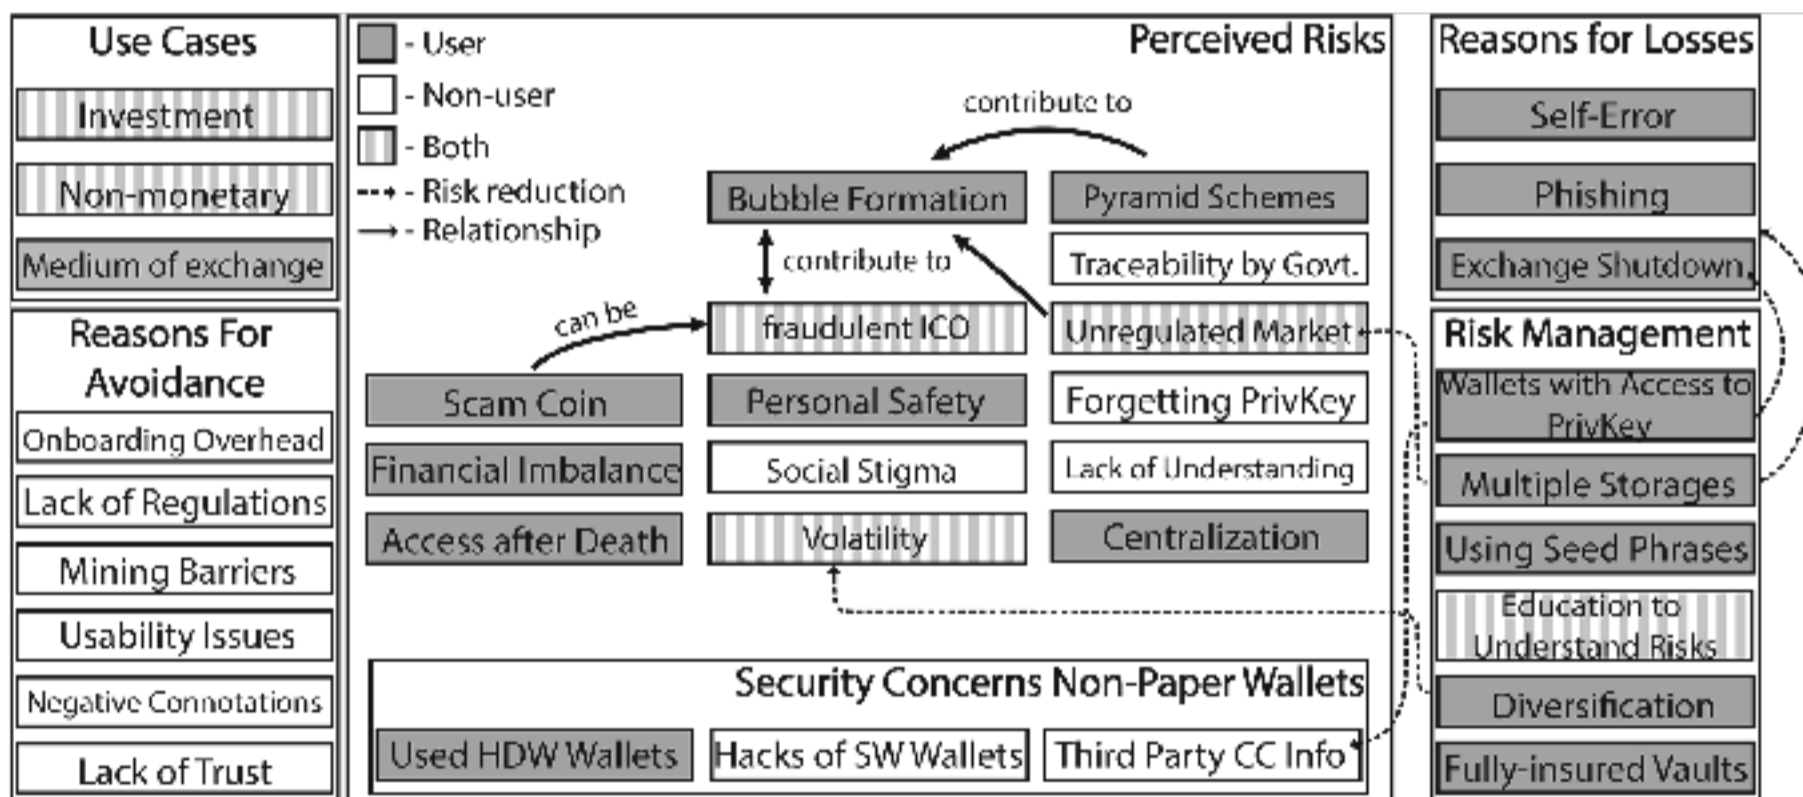 Use Cases
Investment
Non-monetary
Medium of exchange
Reasons For
Avoidance
Onboarding Overhead
Lack of Regulations
Mining Barriers
Usability Issues
Negative Connotations
Lack of Trust
- User
- Non-user
- Both
- Risk reduction
- Relationship
Perceived Risks
contribute to
Bubble Formation
Pyramid Schemes
contribute to
Traceability by Govt.
can be
fraudulent ICO
Unregulated Market
Scam Coin
Personal Safety
Forgetting PrivKey
Financial Imbalance
Social Stigma
Lack of Understanding
Access after Death
Volatility
Centralization
Security Concerns Non-Paper Wallets
Used HDW Wallets
Hacks of SW Wallets
Third Party CC Info
Reasons for Losses
Self-Error
Phishing
Exchange Shutdown
Risk Management
Wallets with Access to
PrivKey
Multiple Storages
Using Seed Phrases
Education to
Understand Risks
Diversification
Fully-insured Vaults